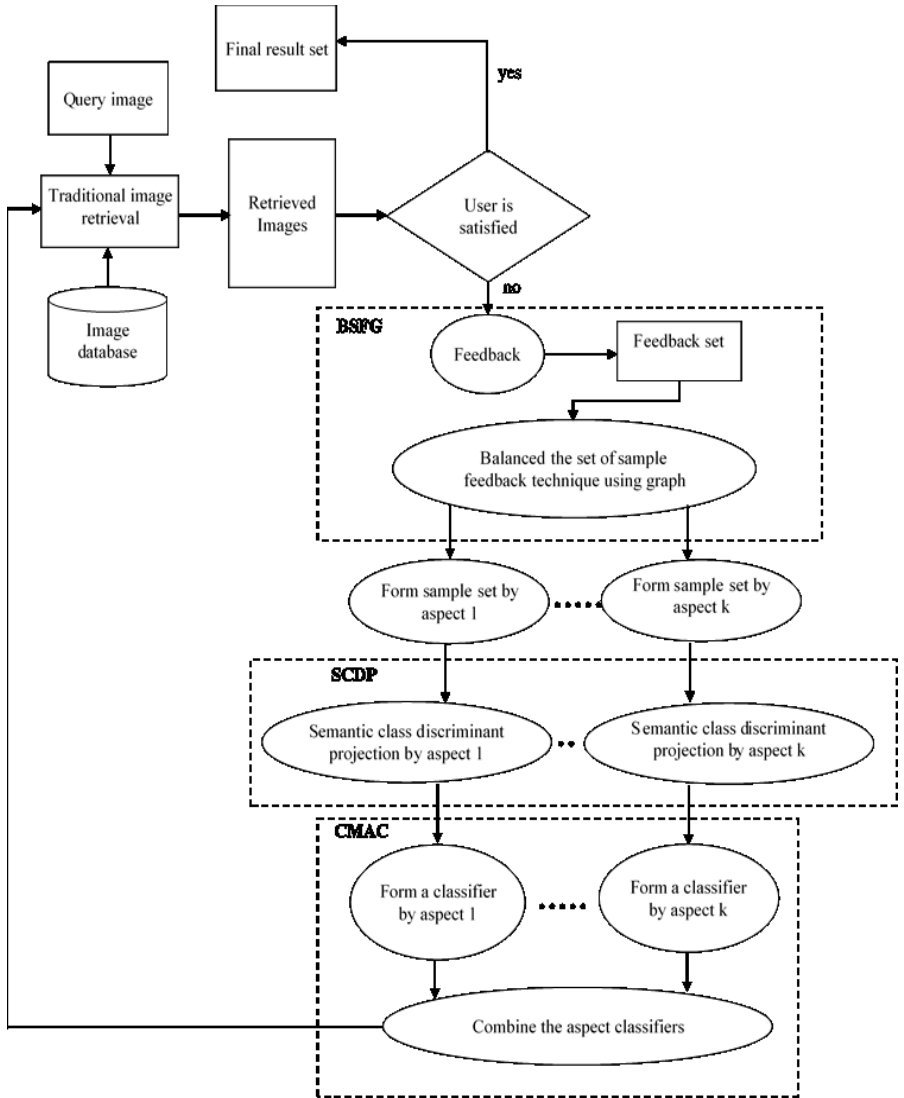 Final result set
yes
Query image
Traditional image
retrieval
Retrieved
Images
User is
satisfied
no
Image
database
BSFG
Feedback
Feedback set
Balanced the set of sample
feedback technique using graph
Form sample set by
aspect 1
Form sample set by
aspect k
SCDP
Semantic class discriminant
projection by aspect 1
Semantic class discriminant
projection by aspect k
CMAC
Form a classifier
by aspect 1
Form a classifier
by aspect k
Combine the aspect classifiers